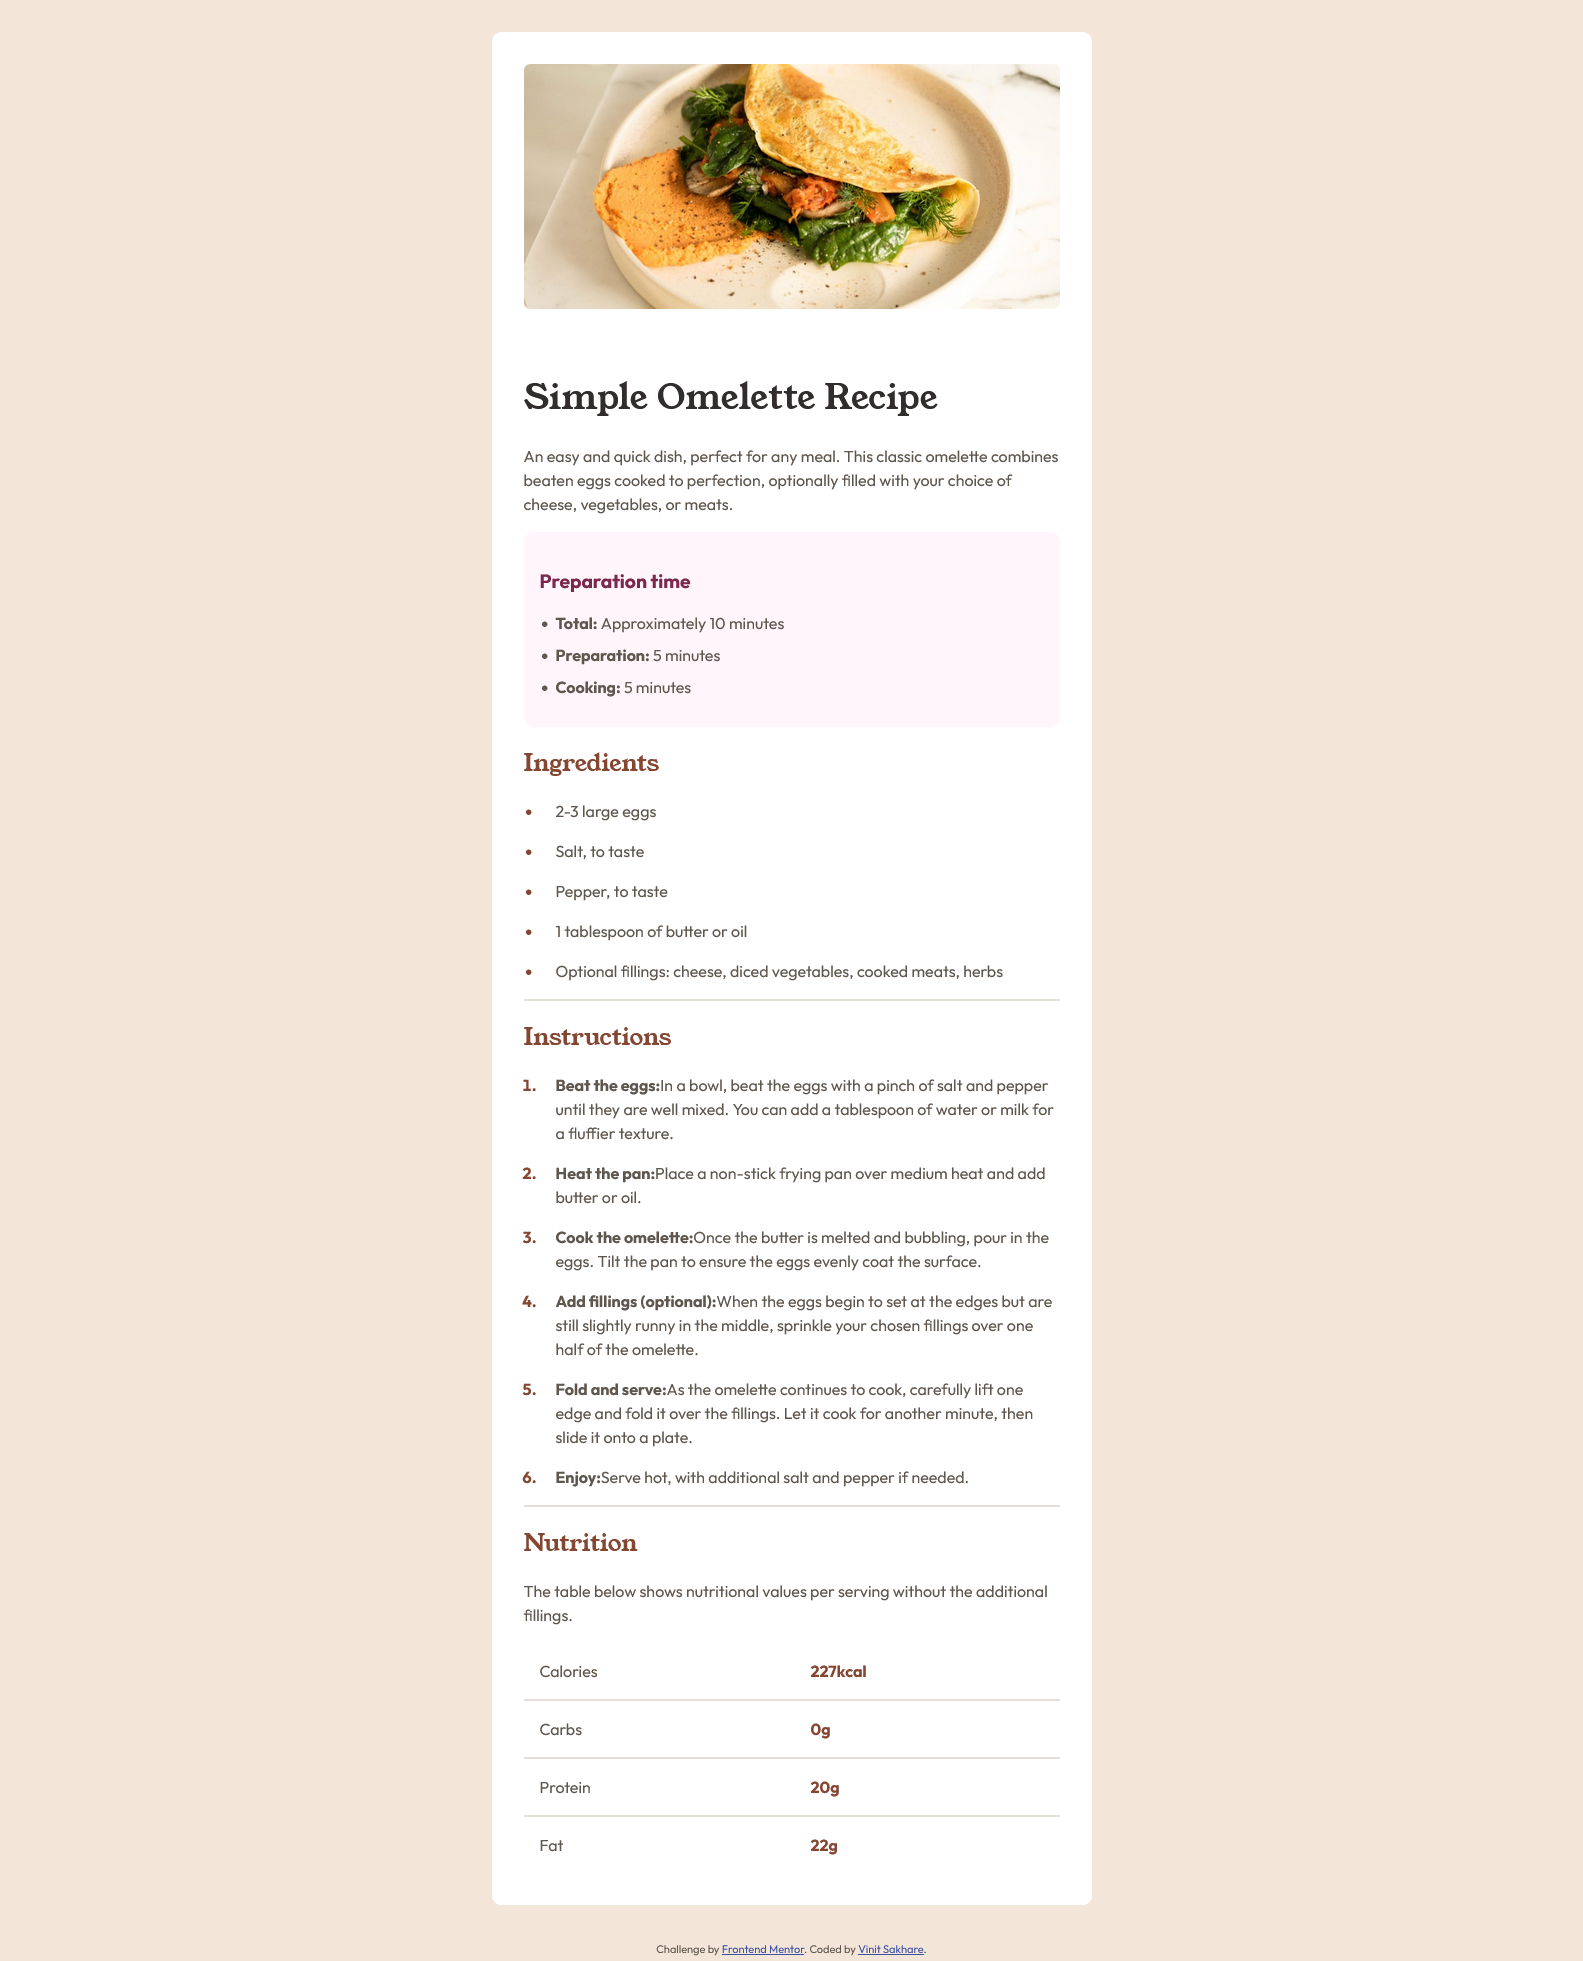 Simple Omelette Recipe
An easy and quick dish, perfect for any meal. This classic omelette combines
beaten eggs cooked to perfection, optionally filled with your choice of
cheese, vegetables, or meats.
Preparation time
• Total: Approximately 10 minutes
• Preparation: 5 minutes
• Cooking: 5 minutes
Ingredients
• 2-3 large eggs
• Salt, to taste
• Pepper, to taste
• 1 tablespoon of butter or oil
• Optional fillings: cheese, diced vegetables, cooked meats, herbs
Instructions
1. Beat the eggs:In a bowl, beat the eggs with a pinch of salt and pepper
until they are well mixed. You can add a tablespoon of water or milk for
a fluffier texture.
2. Heat the pan:Place a non-stick frying pan over medium heat and add
butter or oil.
3. Cook the omelette:Once the butter is melted and bubbling, pour in the
eggs. Tilt the pan to ensure the eggs evenly coat the surface.
4. Add fillings (optional):When the eggs begin to set at the edges but are
still slightly runny in the middle, sprinkle your chosen fillings over one
half of the omelette.
5. Fold and serve:As the omelette continues to cook, carefully lift one
edge and fold it over the fillings. Let it cook for another minute, then
slide it onto a plate.
6. Enjoy:Serve hot, with additional salt and pepper if needed.
Nutrition
The table below shows nutritional values per serving without the additional
fillings.
Calories 227kcal
Carbs 0g
Protein 20g
Fat 22g
Challenge by Frontend Mentor. Coded by Vinit Sakhare.